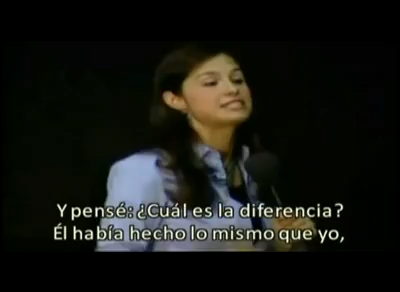 Y pensé: ¿Cuál es la diferencia?
Él había hecho lo mismo que yo,